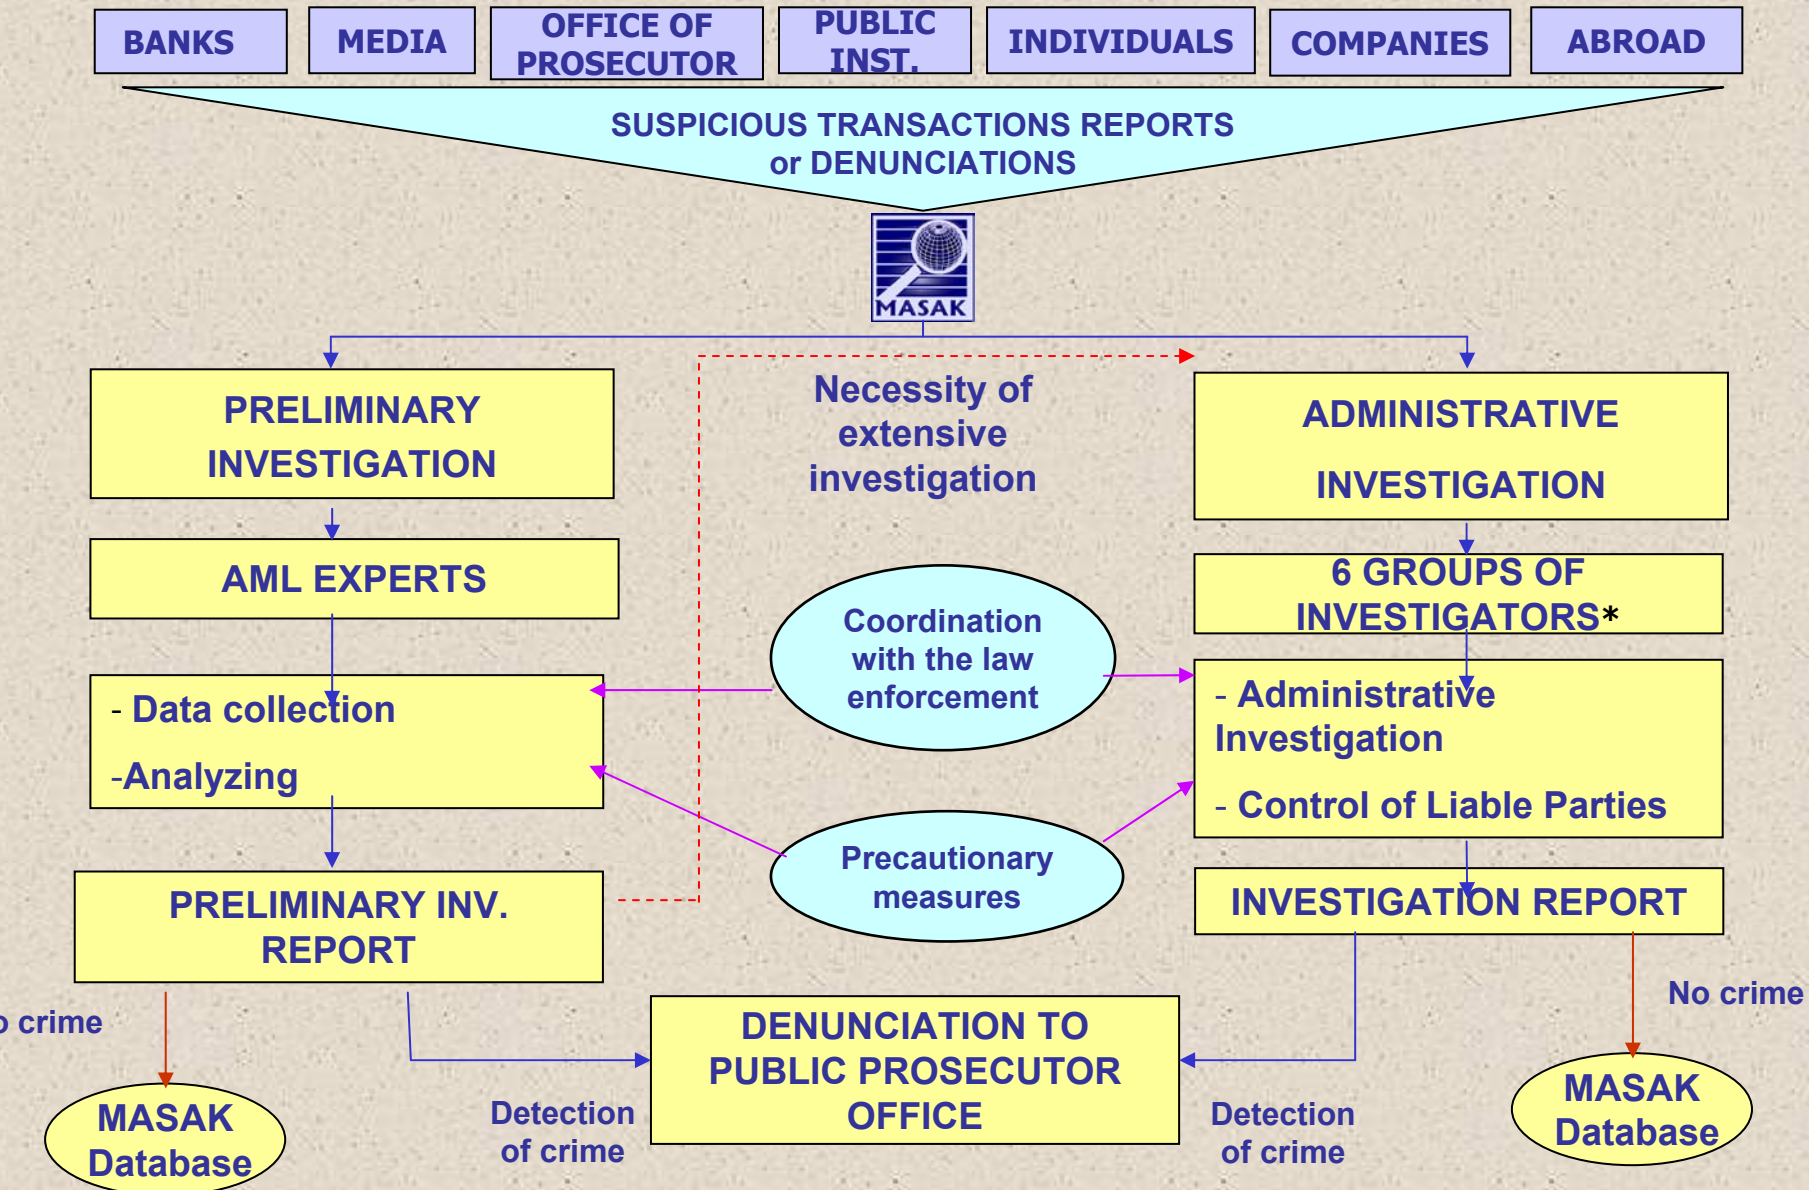 BANKS
MEDIA
OFFICE OF
PROSECUTOR
PUBLIC
INST.
INDIVIDUALS
COMPANIES
ABROAD
SUSPICIOUS TRANSACTIONS REPORTS
or DENUNCIATIONS
MASAK
PRELIMINARY
INVESTIGATION
Necessity of
extensive
investigation
ADMINISTRATIVE
INVESTIGATION
AML EXPERTS
6 GROUPS OF
INVESTIGATORS*
Coordination
with the law
enforcement
- Data collection
-Analyzing
- Administrative
Investigation
- Control of Liable Parties
Precautionary
measures
PRELIMINARY INV.
REPORT
INVESTIGATION REPORT
o crime
No crime
DENUNCIATION TO
PUBLIC PROSECUTOR
OFFICE
Detection
of crime
Detection
of crime
MASAK
Database
MASAK
Database